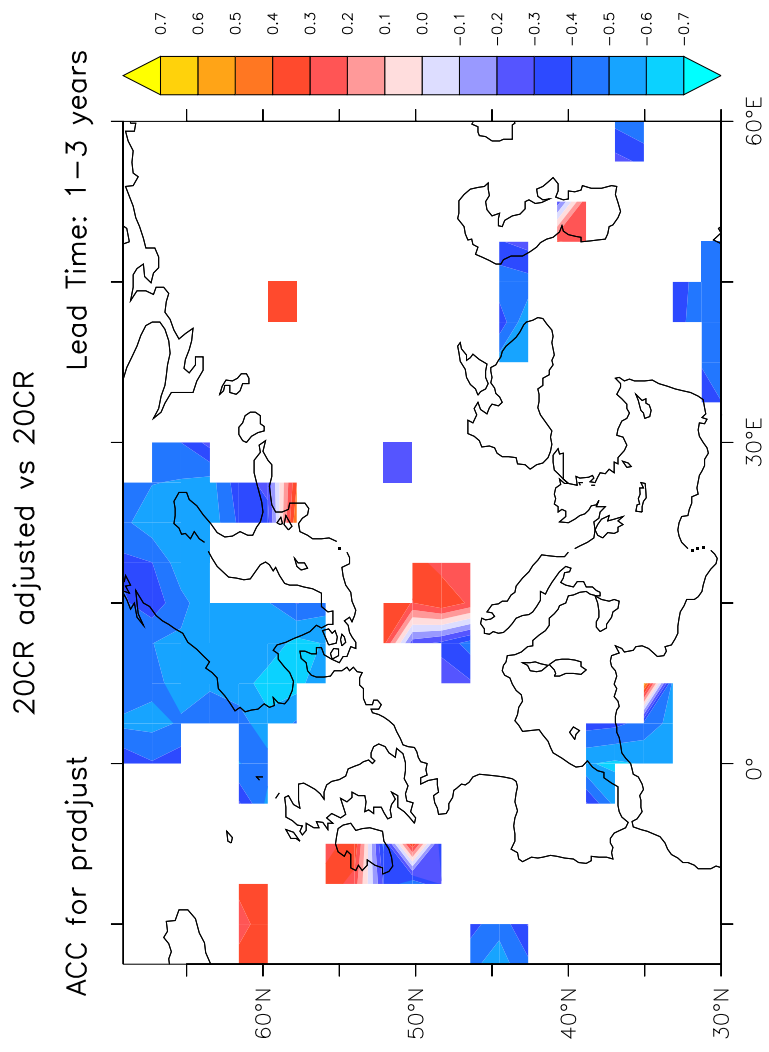 20CR adjusted vs 20CR
ACC for pradjust
Lead Time: 1−3 years
0.7
0.6
0.5
0.4
0.3
0.2
0.1
0.0
−0.1
−0.2
−0.3
−0.4
−0.5
−0.6
−0.7
60°N
50°N
40°N
30°N
0°
30°E
60°E